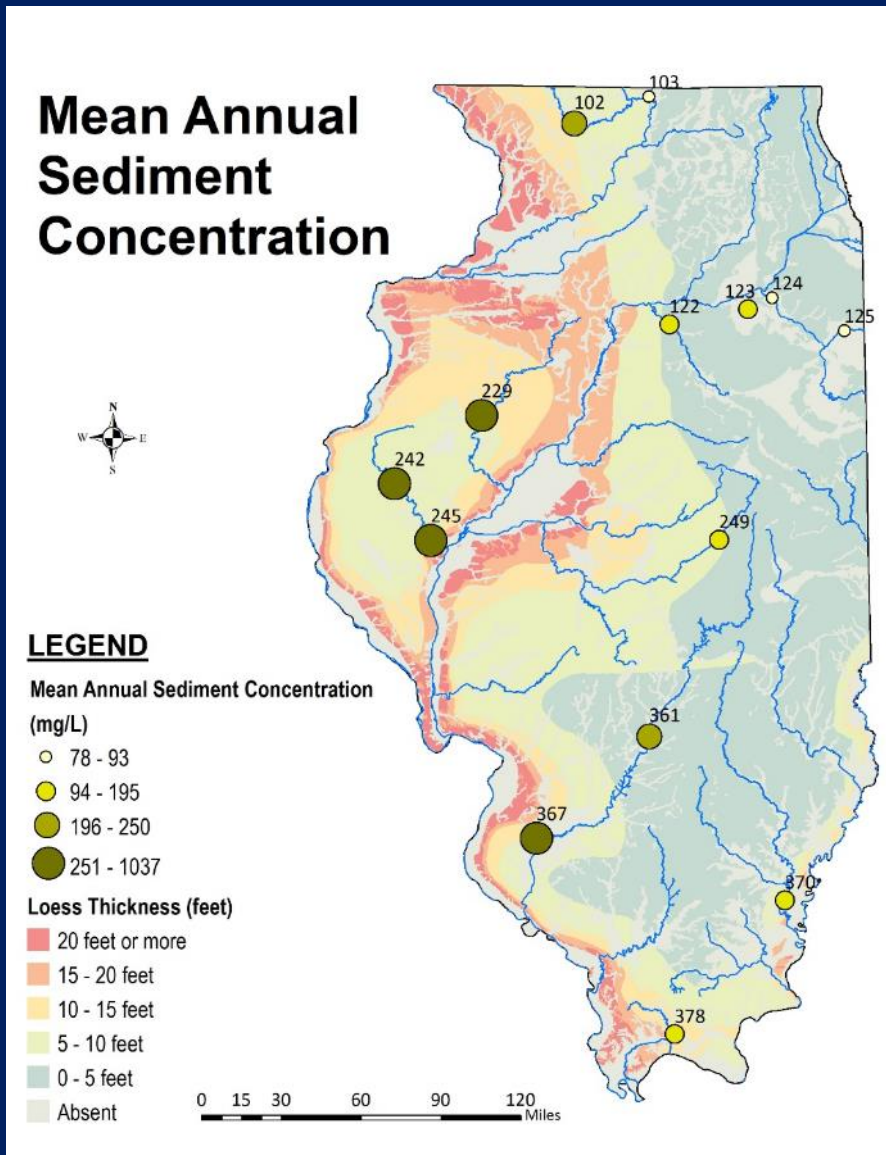 Mean Annual
Sediment
Concentration
103
102
124
123
122
125
229
242
245
249
361
367
370
378
N
W
E
S
LEGEND
Mean Annual Sediment Concentration
(mg/L)
78 - 93
94 - 195
196 - 250
251 - 1037
Loess Thickness (feet)
20 feet or more
15 - 20 feet
10 - 15 feet
5 - 10 feet
0 - 5 feet
Absent
0 15 30 60 90 120
Miles